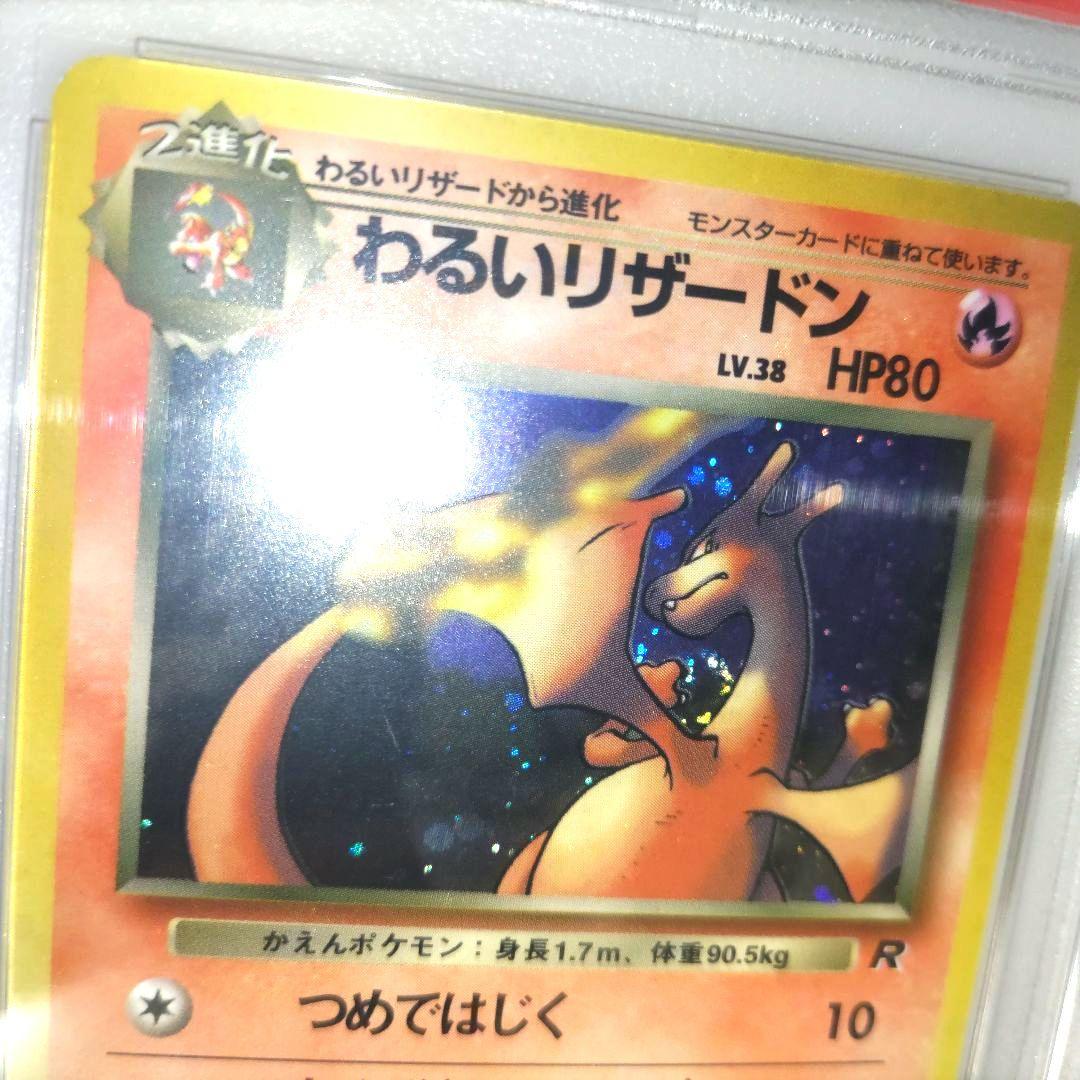 2進化
わるいリザードから進化
モンスターカードに重ねて使います。
わるいリザードン
LV.38 HP80
かえんポケモン：身長1.7m、体重90.5kg
R
つめではじく 10